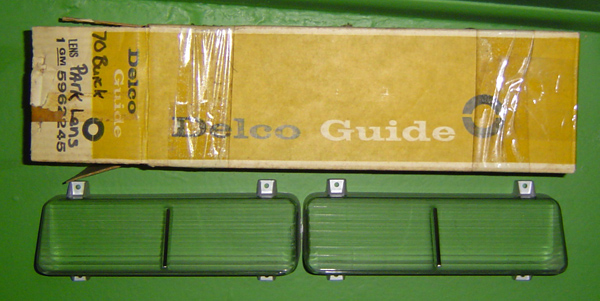 Delco Guide
Delco
Guide
70 Buick
LENS Park Lens
1 GM 5962245